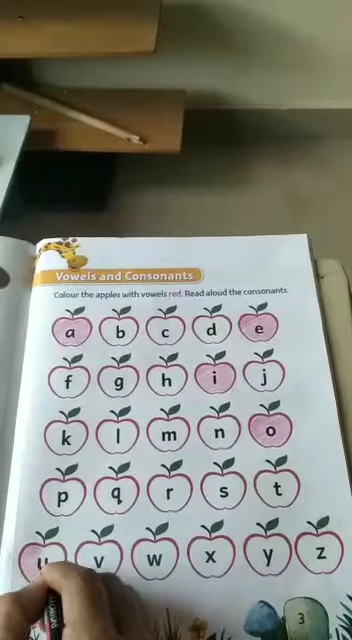 Vowels and Consonants
Colour the apples with vowels red. Read aloud the consonants.
a b c d e
f g h i j
k l m n o
p q r s t
u v w x y z
3